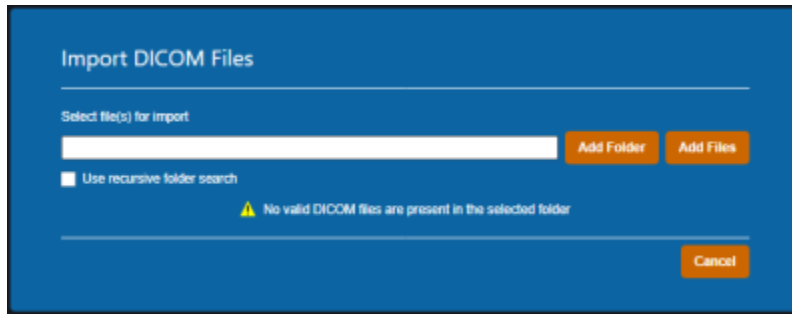 Import DICOM Files
Select file(s) for import
Add Folder Add Files
Use recursive folder search
No valid DICOM files are present in the selected folder
Cancel